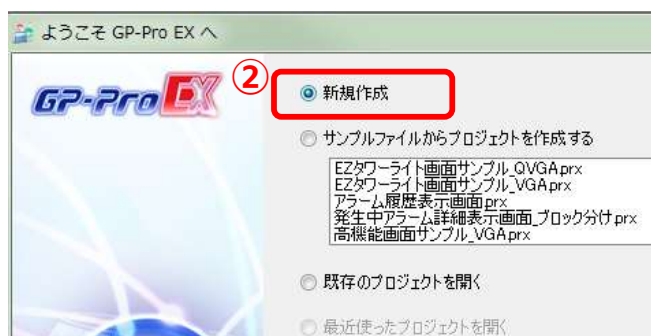 ようこそ GP-Pro EX へ
GP-Pro EX
②
新規作成
サンプルファイルからプロジェクトを作成する
EZタワーライト画面サンプル_QVGA.prx
EZタワーライト画面サンプル_VGA.prx
アラーム履歴表示画面.prx
発生中アラーム詳細表示画面_ブロック分け.prx
高機能画面サンプル_VGA.prx
既存のプロジェクトを開く
最近使ったプロジェクトを開く